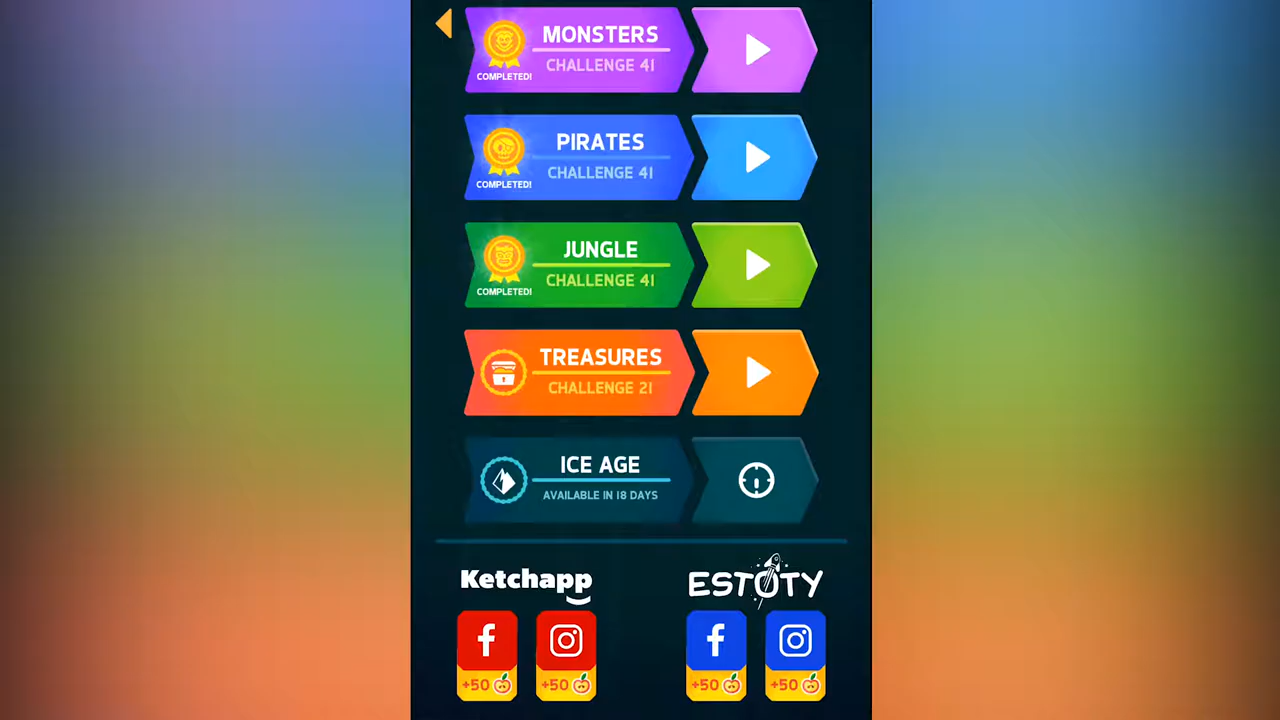 MONSTERS
CHALLENGE 41
COMPLETED!
PIRATES
CHALLENGE 41
COMPLETED!
JUNGLE
CHALLENGE 41
COMPLETED!
TREASURES
CHALLENGE 21
ICE AGE
AVAILABLE IN 18 DAYS
Ketchapp
ESTOTY
+50 +50 +50 +50